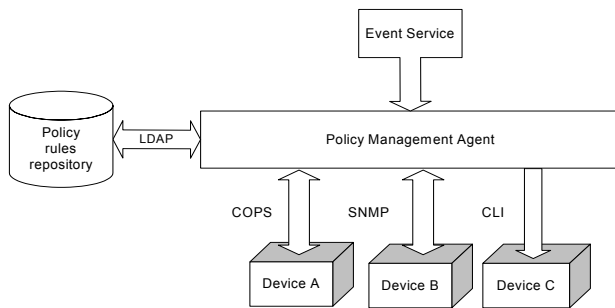 Event Service
Policy
rules
repository
LDAP
Policy Management Agent
COPS
SNMP
CLI
Device A
Device B
Device C